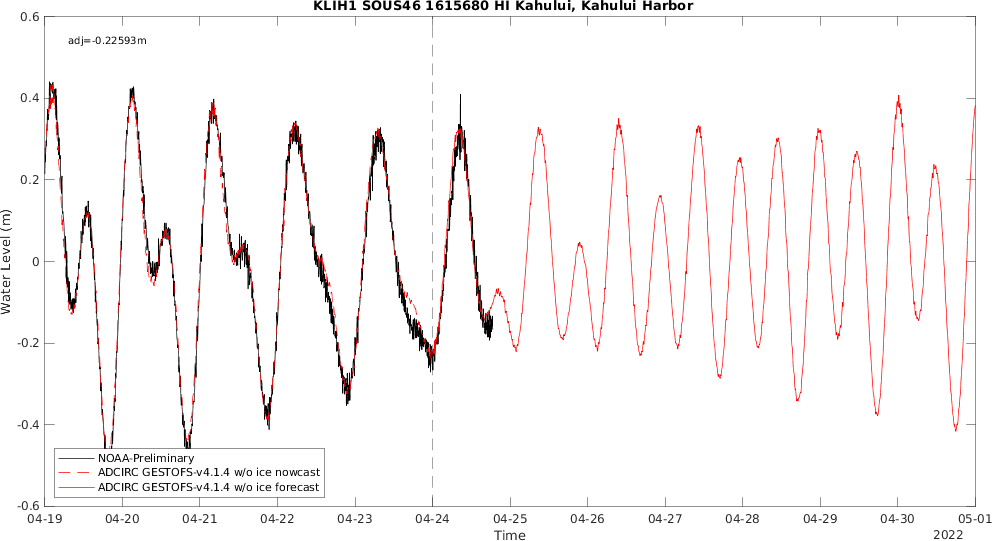 KLIH1 SOUS46 1615680 HI Kahului, Kahului Harbor
0.6
adj=-0.22593m
0.4
0.2
0
-0.2
-0.4
-0.6
Water Level (m)
NOAA-Preliminary
ADCIRC GESTOFS-v4.1.4 w/o ice nowcast
ADCIRC GESTOFS-v4.1.4 w/o ice forecast
04-19 04-20 04-21 04-22 04-23 04-24 04-25 04-26 04-27 04-28 04-29 04-30 05-01
Time
2022